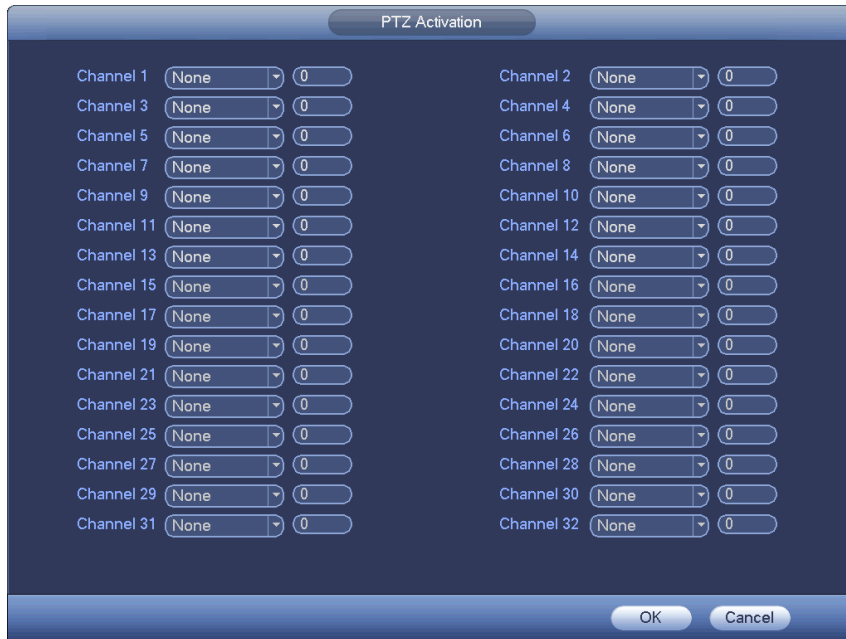 PTZ Activation
Channel 1 None 0 Channel 2 None 0
Channel 3 None 0 Channel 4 None 0
Channel 5 None 0 Channel 6 None 0
Channel 7 None 0 Channel 8 None 0
Channel 9 None 0 Channel 10 None 0
Channel 11 None 0 Channel 12 None 0
Channel 13 None 0 Channel 14 None 0
Channel 15 None 0 Channel 16 None 0
Channel 17 None 0 Channel 18 None 0
Channel 19 None 0 Channel 20 None 0
Channel 21 None 0 Channel 22 None 0
Channel 23 None 0 Channel 24 None 0
Channel 25 None 0 Channel 26 None 0
Channel 27 None 0 Channel 28 None 0
Channel 29 None 0 Channel 30 None 0
Channel 31 None 0 Channel 32 None 0
OK Cancel